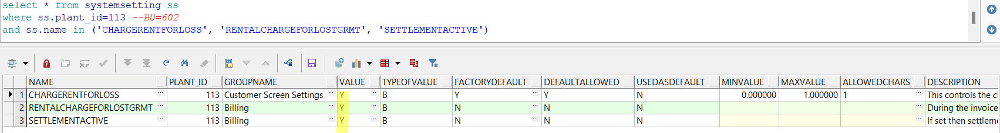 select * from systemsetting ss
where ss.plant_id=113 --BU=602
and ss.name in ('CHARGERENTFORLOSS', 'RENTALCHARGEFORLOSTGRMT', 'SETTLEMENTACTIVE')
NAME PLANT_ID GROUPNAME VALUE TYPEOFVALUE FACTORYDEFAULT DEFAULTALLOWED USEDASDEFAULT MINVALUE MAXVALUE ALLOWEDCHARS DESCRIPTION
1 CHARGERENTFORLOSS ... 113 Customer Screen Settings ... Y ... B Y ... Y N 0.000000 1.000000 1 ... This controls the
2 RENTALCHARGEFORLOSTGRMT ... 113 Billing ... Y ... B N ... N N ... During the invoice
3 SETTLEMENTACTIVE ... 113 Billing ... Y ... B N ... N N ... If set then